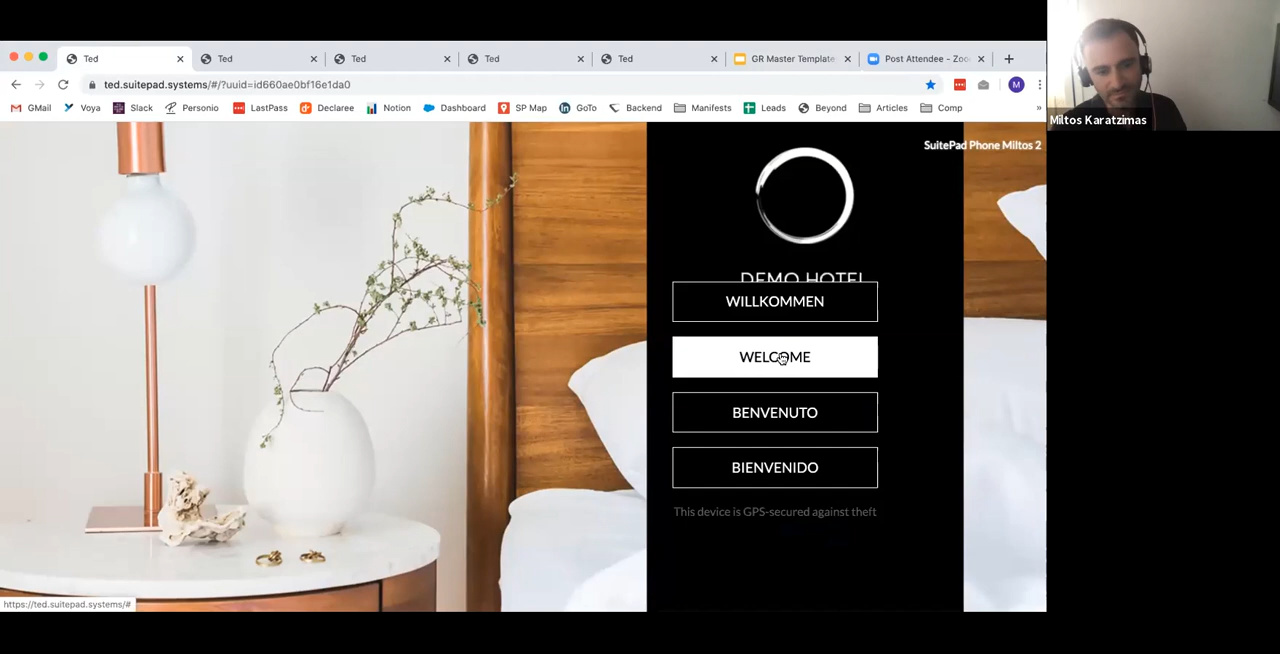 Ted
Ted
Ted
Ted
Ted
GR Master Template
Post Attendee - Zoo
ted.suitepad.systems/#/?uuid=id660ae0bf16e1da0
M
GMail
Voya
Slack
Personio
LastPass
Declaree
Notion
Dashboard
SP Map
GoTo
Backend
Manifests
Leads
Beyond
Articles
Comp
»
Miltos Karatzimas
SuitePad Phone Miltos 2
DEMO HOTEL
WILLKOMMEN
WELCOME
BENVENUTO
BIENVENIDO
This device is GPS-secured against theft
https://ted.suitepad.systems/#